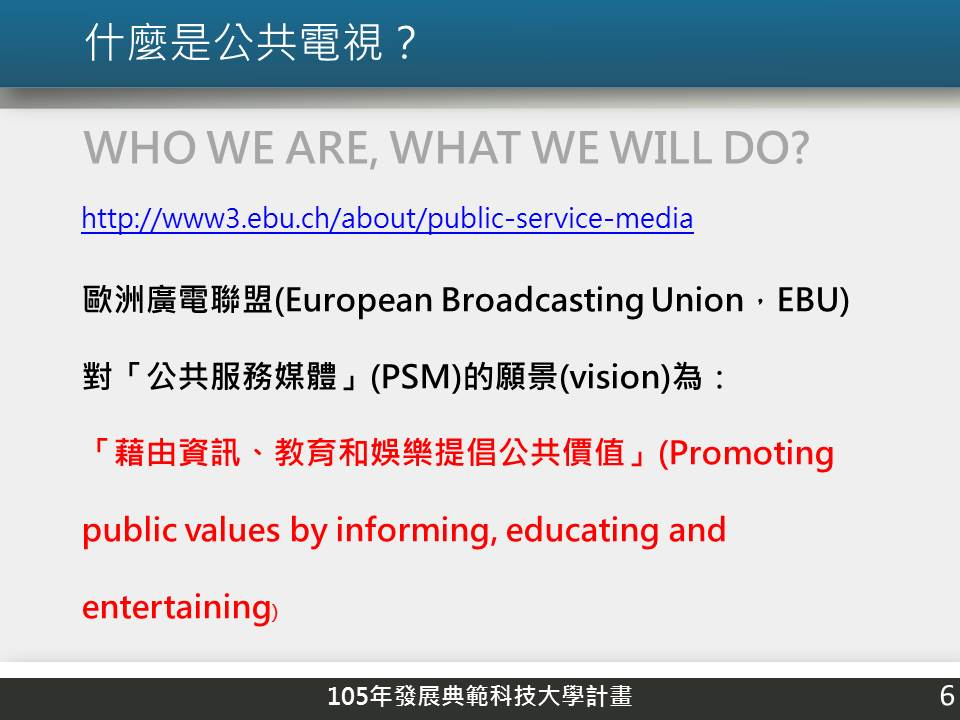 什麼是公共電視？
WHO WE ARE, WHAT WE WILL DO?
http://www3.ebu.ch/about/public-service-media
歐洲廣電聯盟(European Broadcasting Union，EBU)
對「公共服務媒體」(PSM)的願景(vision)為：
「藉由資訊、教育和娛樂提倡公共價值」(Promoting
public values by informing, educating and
entertaining)
105年發展典範科技大學計畫
6